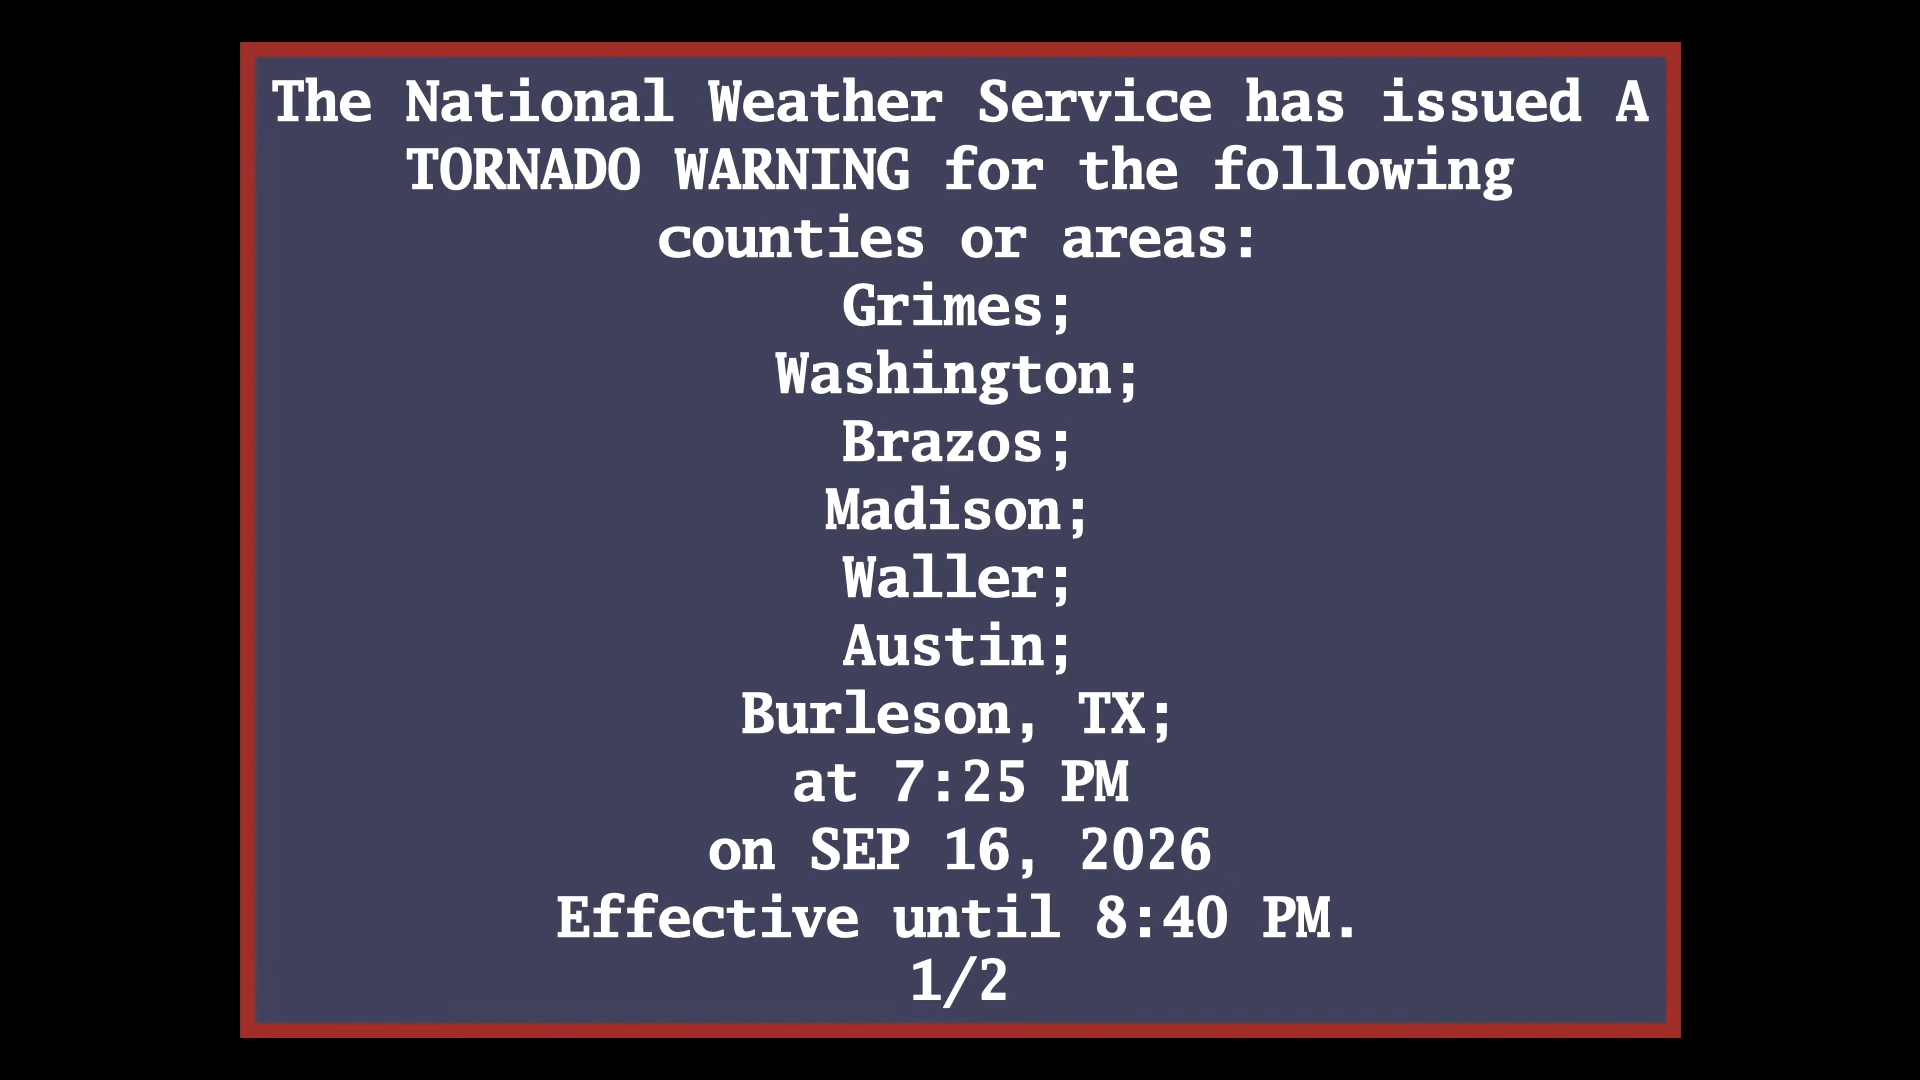 The National Weather Service has issued A
TORNADO WARNING for the following
counties or areas:
Grimes;
Washington;
Brazos;
Madison;
Waller;
Austin;
Burleson, TX;
at 7:25 PM
on SEP 16, 2026
Effective until 8:40 PM.
1/2